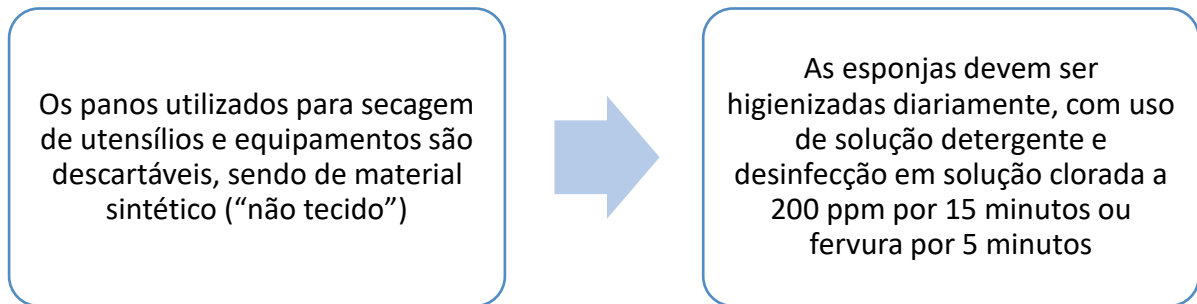 Os panos utilizados para secagem
de utensílios e equipamentos são
descartáveis, sendo de material
sintético (“não tecido”)
As esponjas devem ser
higienizadas diariamente, com uso
de solução detergente e
desinfecção em solução clorada a
200 ppm por 15 minutos ou
fervura por 5 minutos